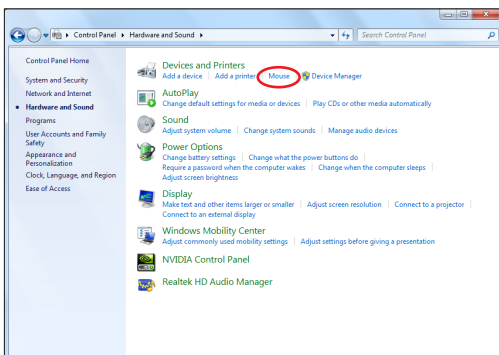 Control Panel ▸ Hardware and Sound ▸ Search Control Panel
Control Panel Home
System and Security
Network and Internet
Hardware and Sound
Programs
User Accounts and Family
Safety
Appearance and
Personalization
Clock, Language, and Region
Ease of Access
Devices and Printers
Add a device Add a printer Mouse Device Manager
AutoPlay
Change default settings for media or devices Play CDs or other media automatically
Sound
Adjust system volume Change system sounds Manage audio devices
Power Options
Change battery settings Change what the power buttons do
Require a password when the computer wakes Change when the computer sleeps
Adjust screen brightness
Display
Make text and other items larger or smaller Adjust screen resolution Connect to a projector
Connect to an external display
Windows Mobility Center
Adjust commonly used mobility settings Adjust settings before giving a presentation
NVIDIA Control Panel
Realtek HD Audio Manager